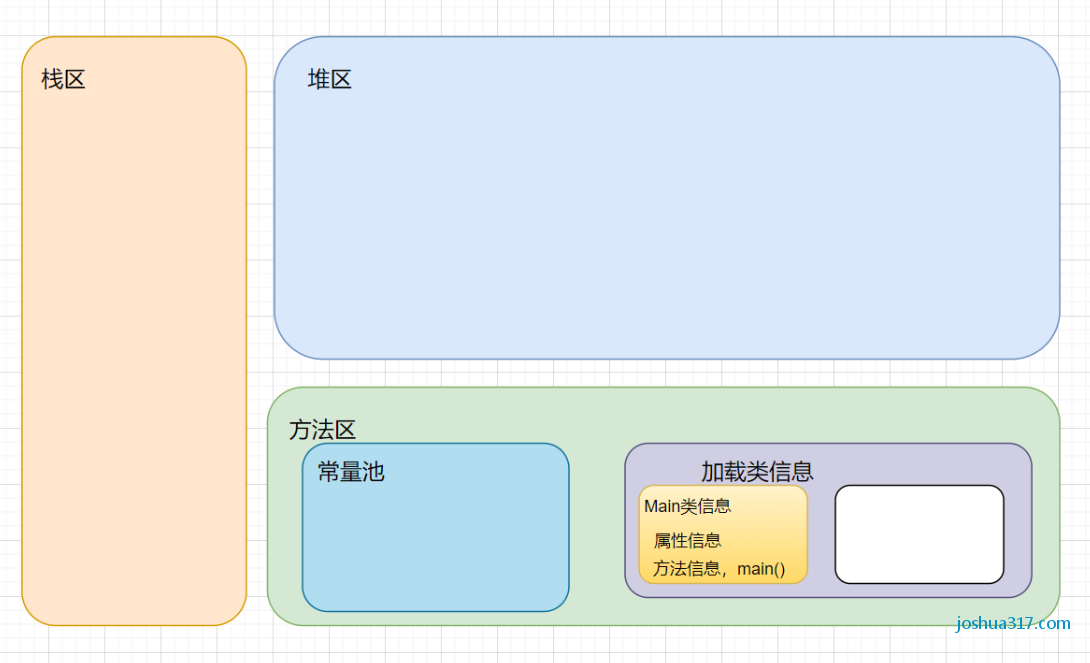 栈区
堆区
方法区
常量池
加载类信息
Main类信息
属性信息
方法信息，main()
joshua317.com